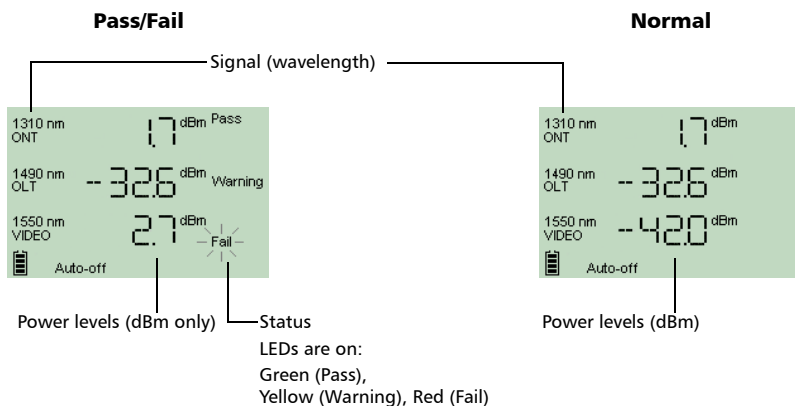 Pass/Fail
Normal
Signal (wavelength)
1310 nm
ONT
1.7 dBm Pass
1490 nm
OLT
-32.6 dBm Warning
1550 nm
VIDEO
2.7 dBm
Fail
Auto-off
1310 nm
ONT
1.7 dBm
1490 nm
OLT
-32.6 dBm
1550 nm
VIDEO
-42.0 dBm
Auto-off
Power levels (dBm only)
Status
LEDs are on:
Green (Pass),
Yellow (Warning), Red (Fail)
Power levels (dBm)